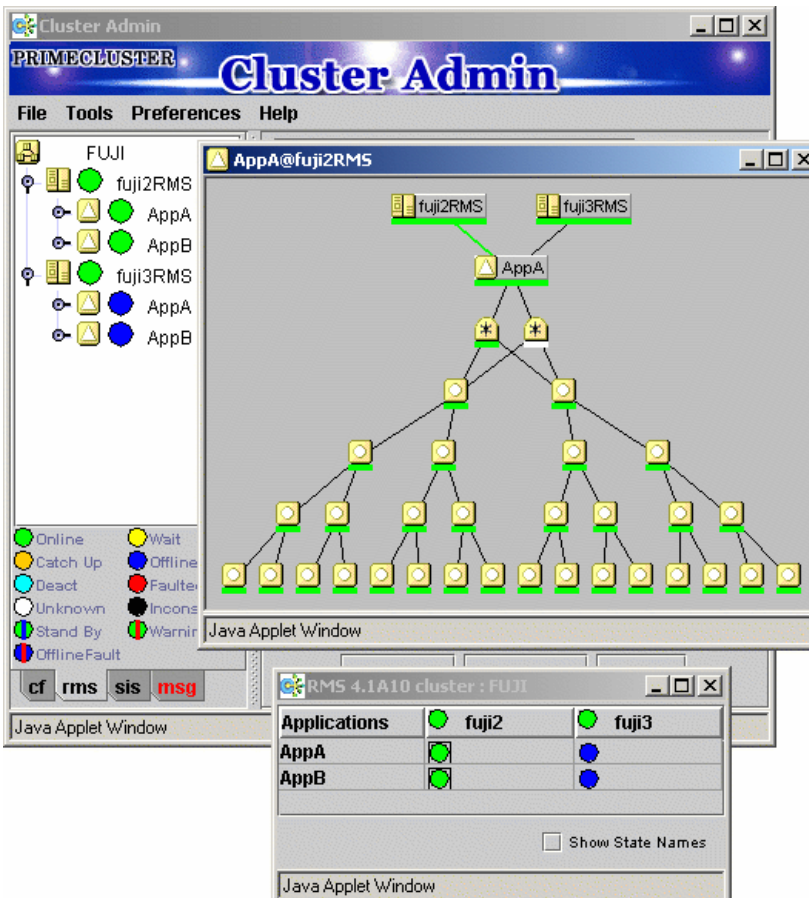 Cluster Admin
PRIMECLUSTER
Cluster Admin
File Tools Preferences Help
FUJI
fuji2RMS
AppA
AppB
fuji3RMS
AppA
AppB
Online Wait
Catch Up Offline
Deact
Unknown
Stand By
OfflineFault
cf rms sis msg
Java Applet Window
AppA@fuji2RMS
fuji2RMS fuji3RMS
AppA
Java Applet Window
RMS 4.1A10 cluster : FUJI
Applications fuji2 fuji3
AppA
AppB
Show State Names
Java Applet Window